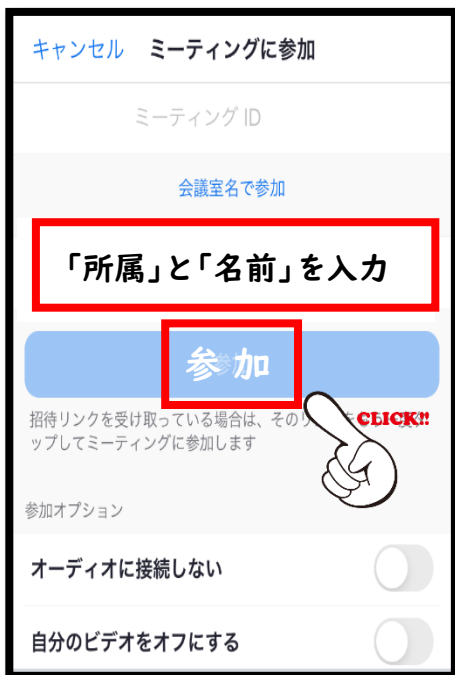 キャンセル ミーティングに参加
ミーティング ID
会議室名で参加
「所属」と「名前」を入力
参加
招待リンクを受け取っている場合は、そのリ
CLICK!!
ップしてミーティングに参加します
参加オプション
オーディオに接続しない
自分のビデオをオフにする